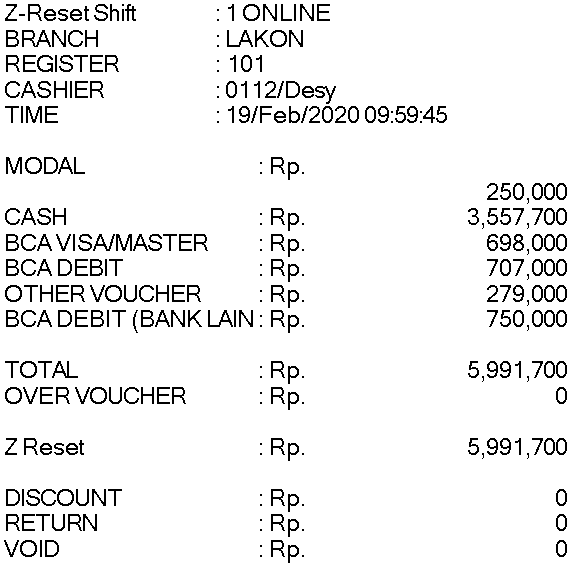 Z-Reset Shift : 1 ONLINE
BRANCH : LAKON
REGISTER : 101
CASHIER : 0112/Desy
TIME : 19/Feb/2020 09:59:45
MODAL : Rp.
250,000
CASH : Rp. 3,557,700
BCA VISA/MASTER : Rp. 698,000
BCA DEBIT : Rp. 707,000
OTHER VOUCHER : Rp. 279,000
BCA DEBIT (BANK LAIN : Rp. 750,000
TOTAL : Rp. 5,991,700
OVER VOUCHER : Rp. 0
Z Reset : Rp. 5,991,700
DISCOUNT : Rp. 0
RETURN : Rp. 0
VOID : Rp. 0